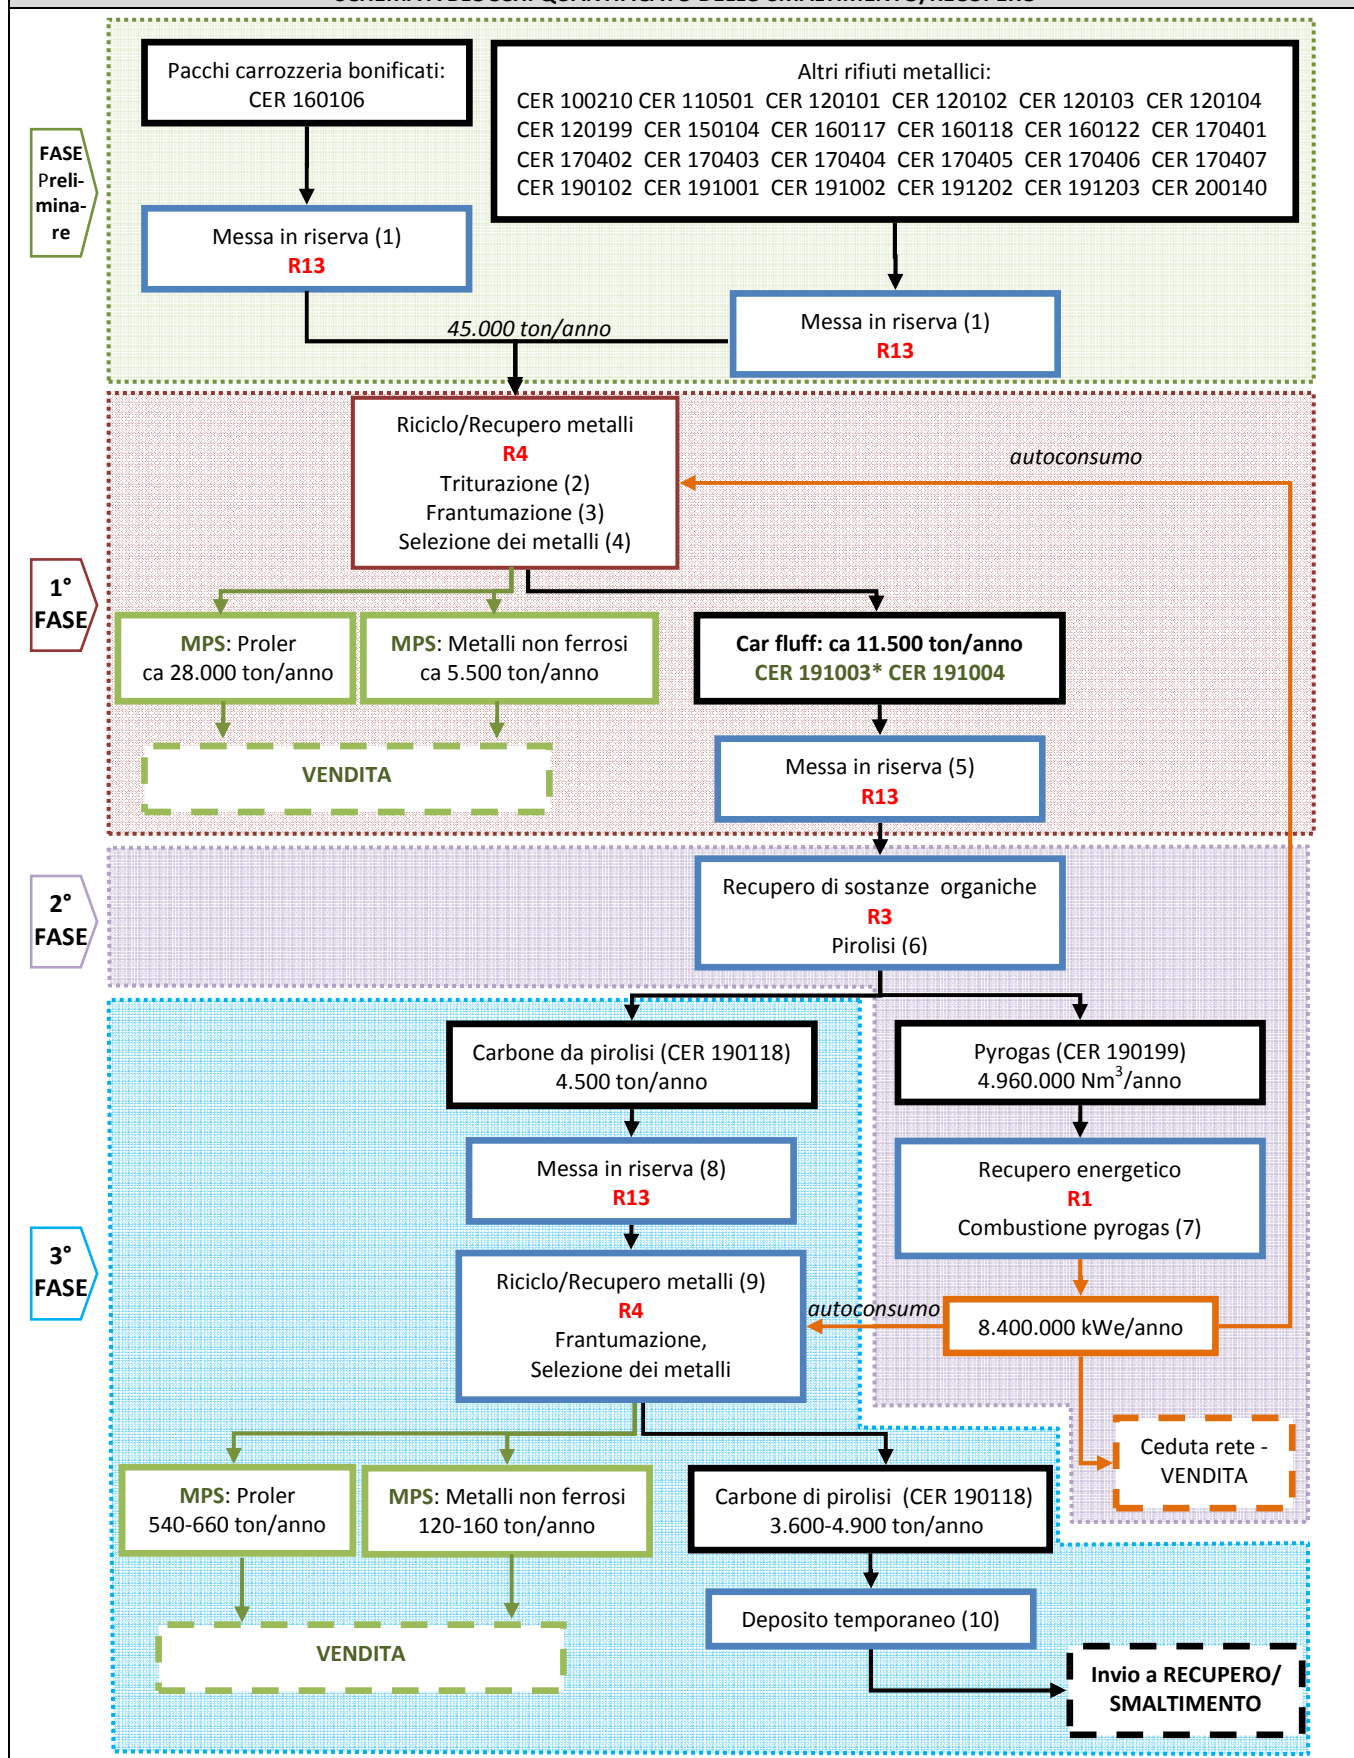 SCHEMA A BLOCCHI QUANTIFICATO DELLO SMALTIMENTO/RECUPERO
Pacchi carrozzeria bonificati:
CER 160106
Altri rifiuti metallici:
CER 100210 CER 110501 CER 120101 CER 120102 CER 120103 CER 120104
CER 120199 CER 150104 CER 160117 CER 160118 CER 160122 CER 170401
CER 170402 CER 170403 CER 170404 CER 170405 CER 170406 CER 170407
CER 190102 CER 191001 CER 191002 CER 191202 CER 191203 CER 200140
FASE
Preli-
mina-
re
Messa in riserva (1)
R13
Messa in riserva (1)
R13
45.000 ton/anno
Riciclo/Recupero metalli
R4
Triturazione (2)
Frantumazione (3)
Selezione dei metalli (4)
autoconsumo
1°
FASE
MPS: Proler
ca 28.000 ton/anno
MPS: Metalli non ferrosi
ca 5.500 ton/anno
Car fluff: ca 11.500 ton/anno
CER 191003* CER 191004
VENDITA
Messa in riserva (5)
R13
2°
FASE
Recupero di sostanze organiche
R3
Pirolisi (6)
Carbone da pirolisi (CER 190118)
4.500 ton/anno
Pyrogas (CER 190199)
4.960.000 Nm³/anno
Messa in riserva (8)
R13
Recupero energetico
R1
Combustione pyrogas (7)
3°
FASE
Riciclo/Recupero metalli (9)
R4
Frantumazione,
Selezione dei metalli
autoconsumo
8.400.000 kWe/anno
Ceduta rete -
VENDITA
MPS: Proler
540-660 ton/anno
MPS: Metalli non ferrosi
120-160 ton/anno
Carbone di pirolisi (CER 190118)
3.600-4.900 ton/anno
Deposito temporaneo (10)
VENDITA
Invio a RECUPERO/
SMALTIMENTO